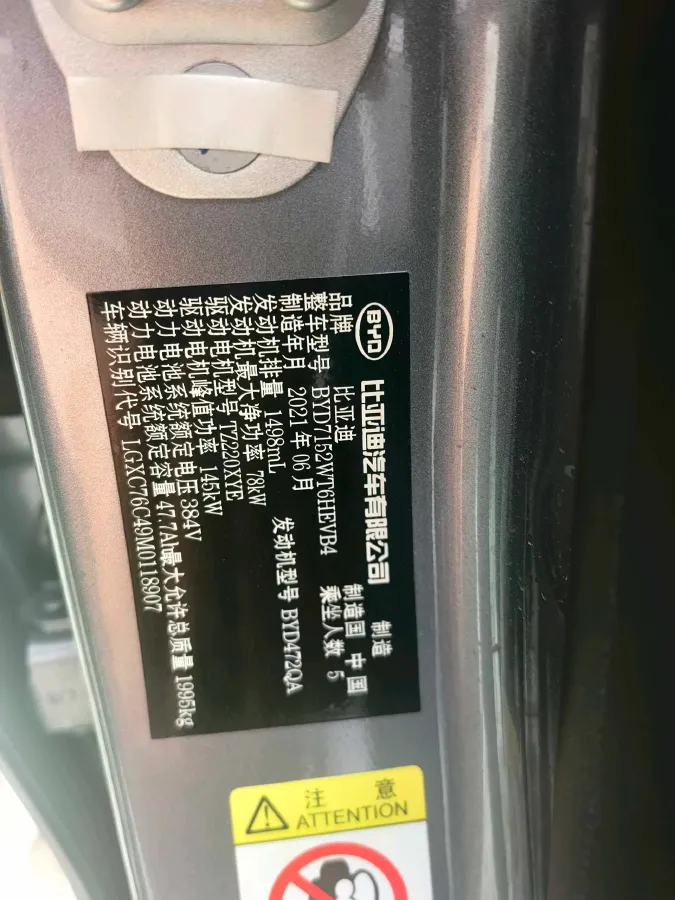 BYD 比亚迪汽车有限公司 制造
品牌 比亚迪 制造国 中国
整车型号 BYD7152WT6HEVB4 乘坐人数 5
制造年月 2021年06月
发动机排量 1498mL 发动机型号 BYD472QA
发动机最大净功率 78kW
驱动电机型号 TZ220XYE
驱动电机峰值功率 145kW
动力电池系统额定电压 384V
动力电池系统额定容量 47.7Ah 最大允许总质量 1995kg
车辆识别代号 LGXC76C49M0118907
注意
ATTENTION